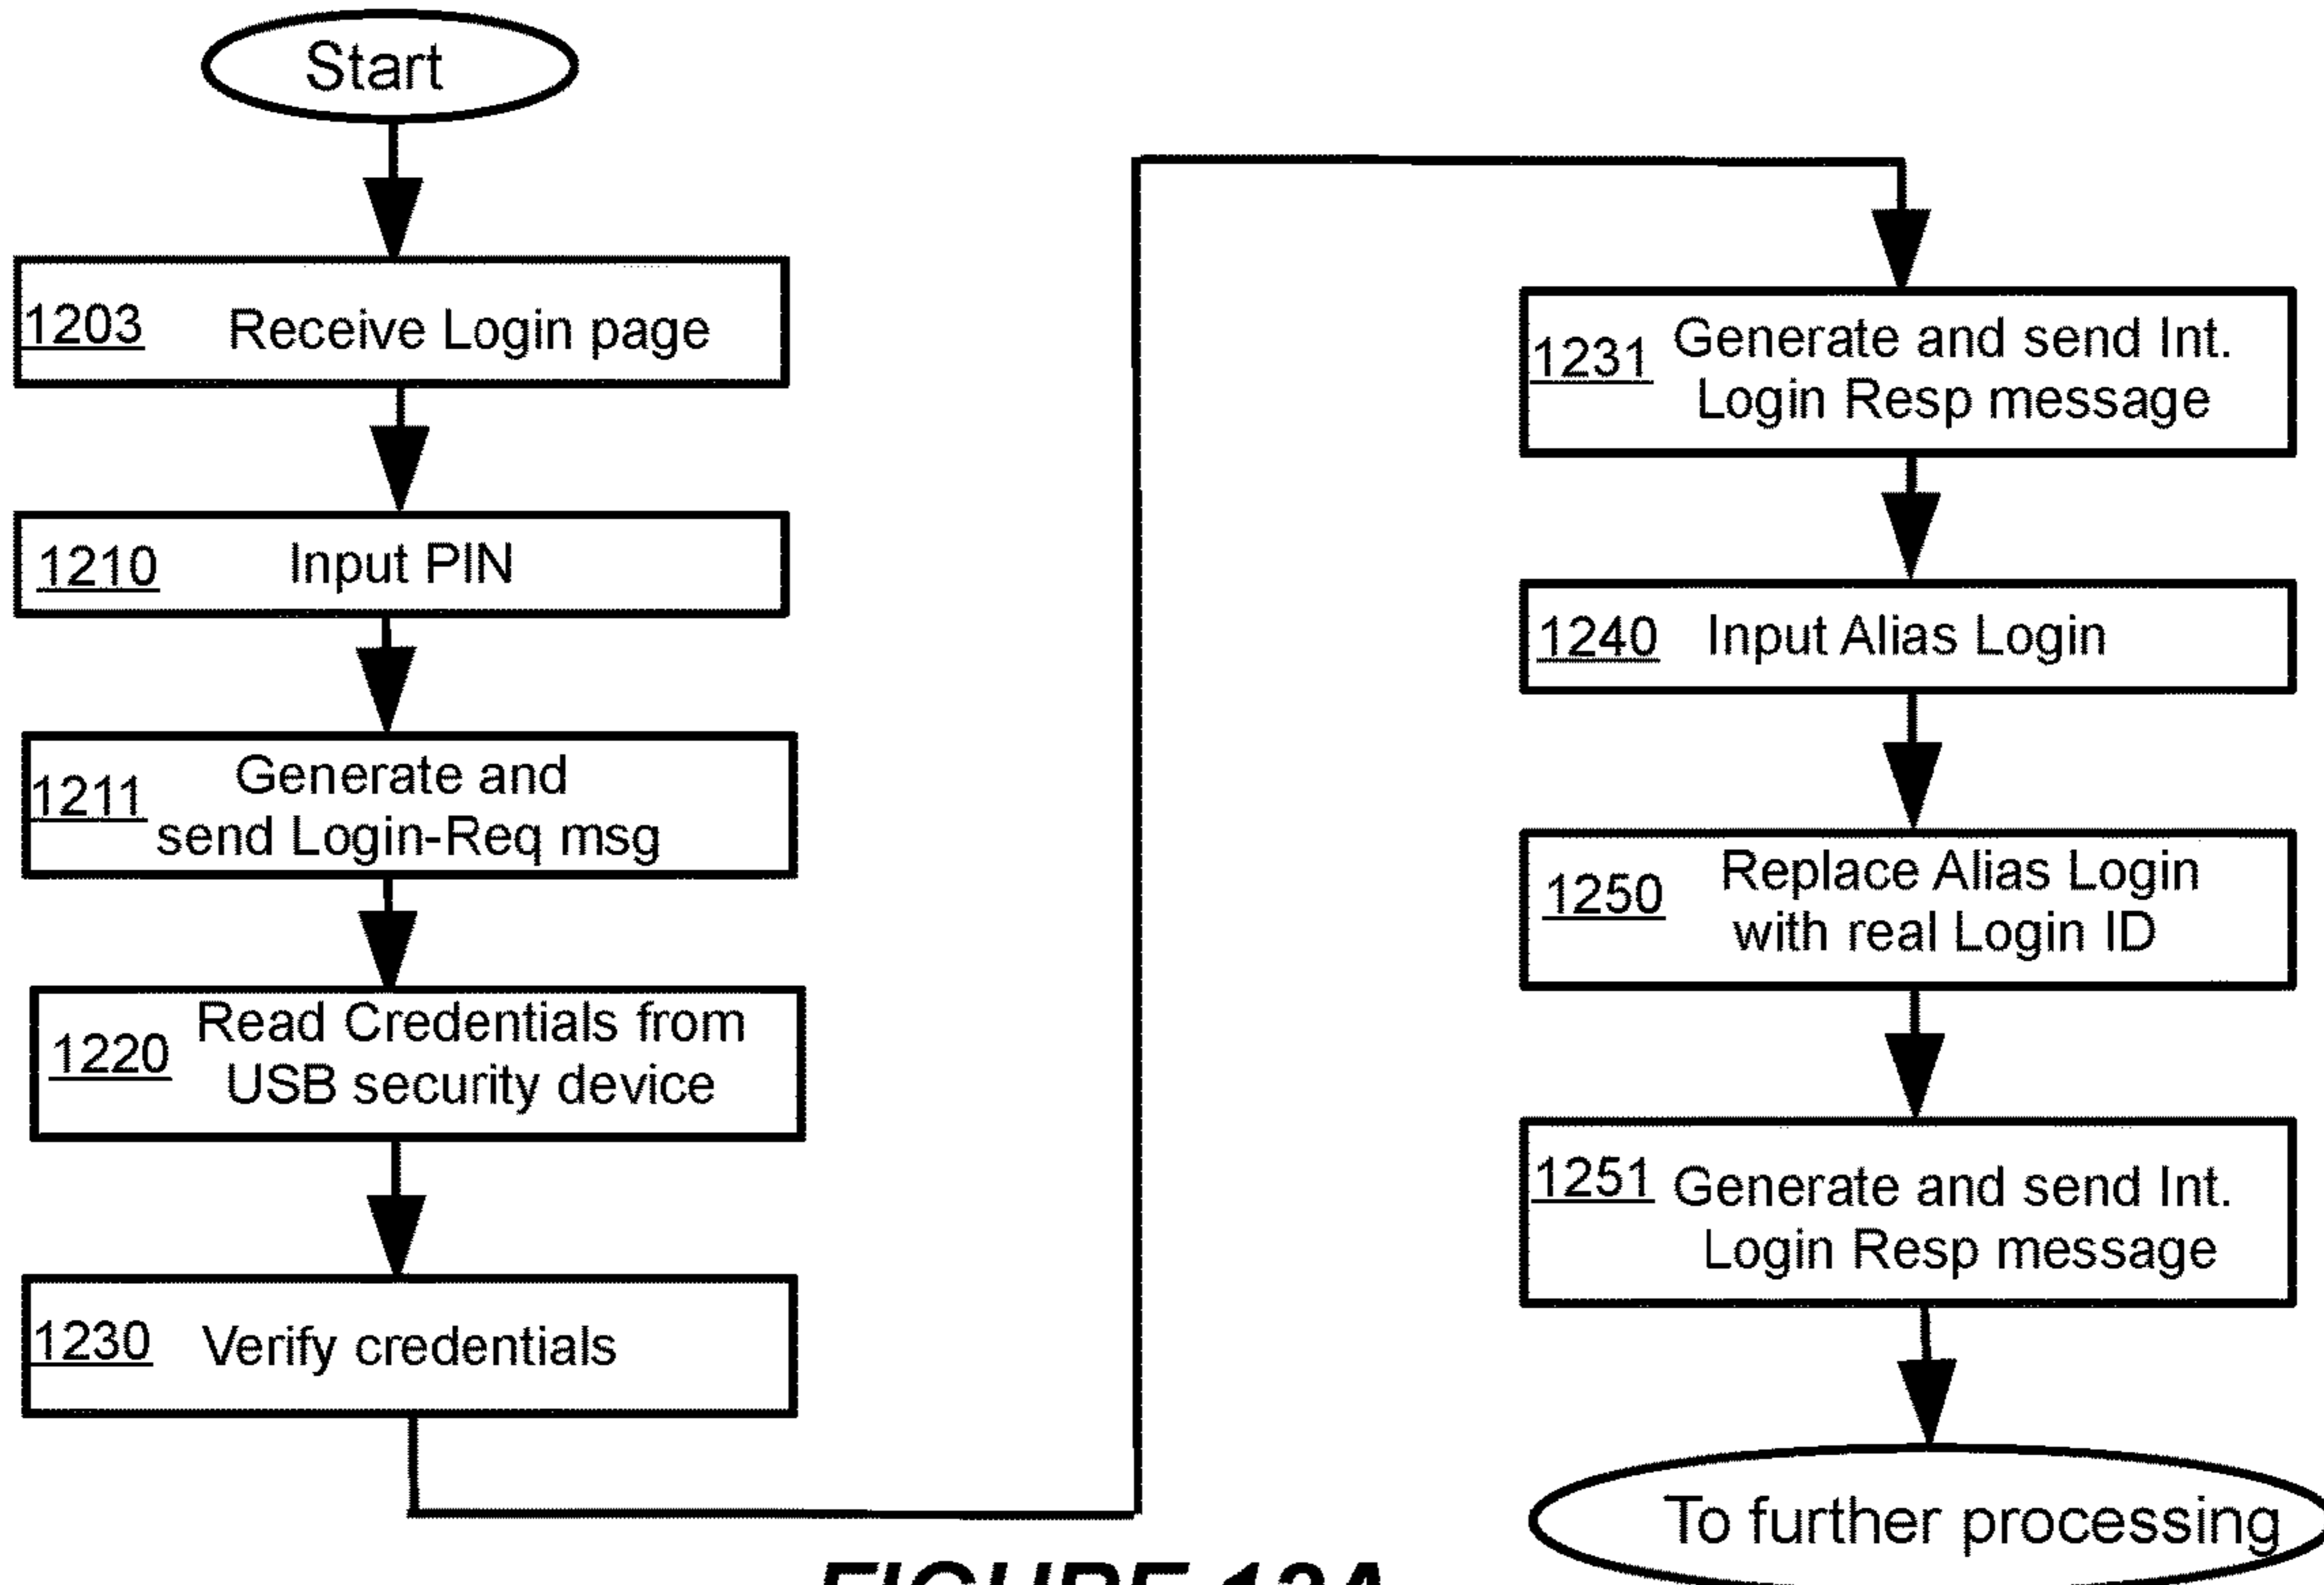 Start
1203 Receive Login page
1210 Input PIN
1211 Generate and
send Login-Req msg
1220 Read Credentials from
USB security device
1230 Verify credentials
1231 Generate and send Int.
Login Resp message
1240 Input Alias Login
1250 Replace Alias Login
with real Login ID
1251 Generate and send Int.
Login Resp message
To further processing
FIGURE